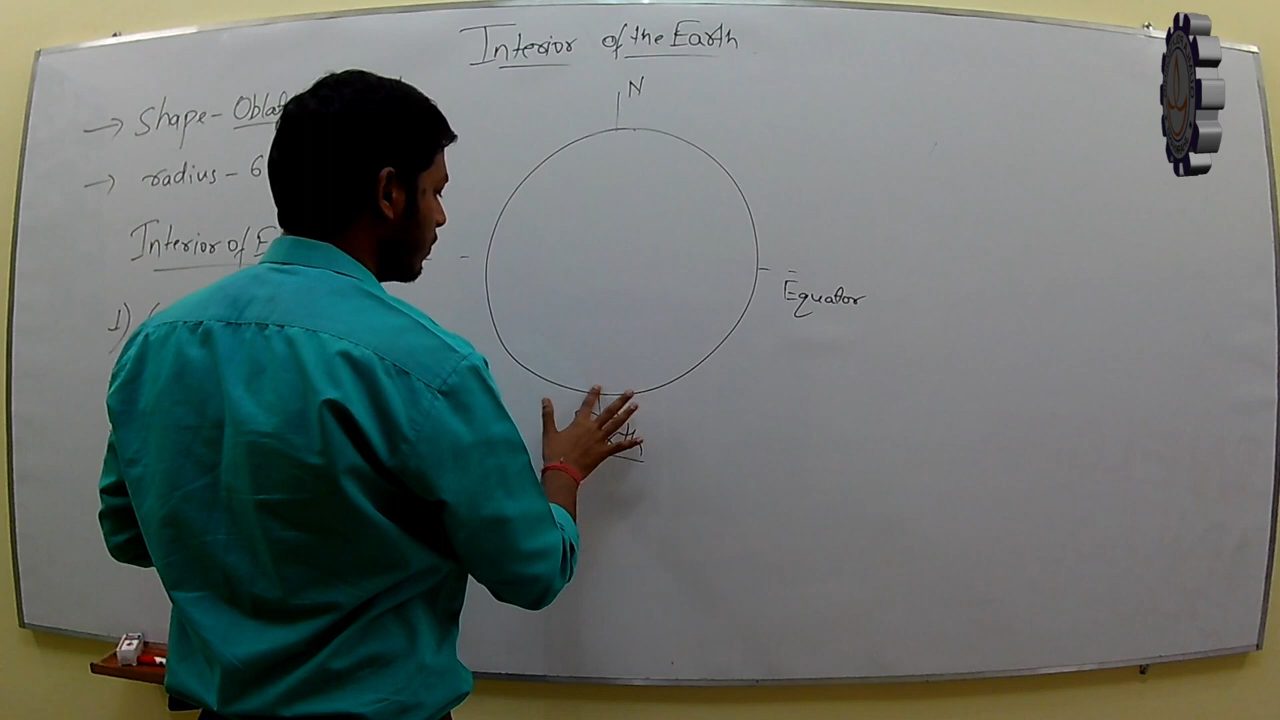 Interior of the Earth
N
→ Shape - Oblat
→ radius - 6
Interior of E
1)
Equator